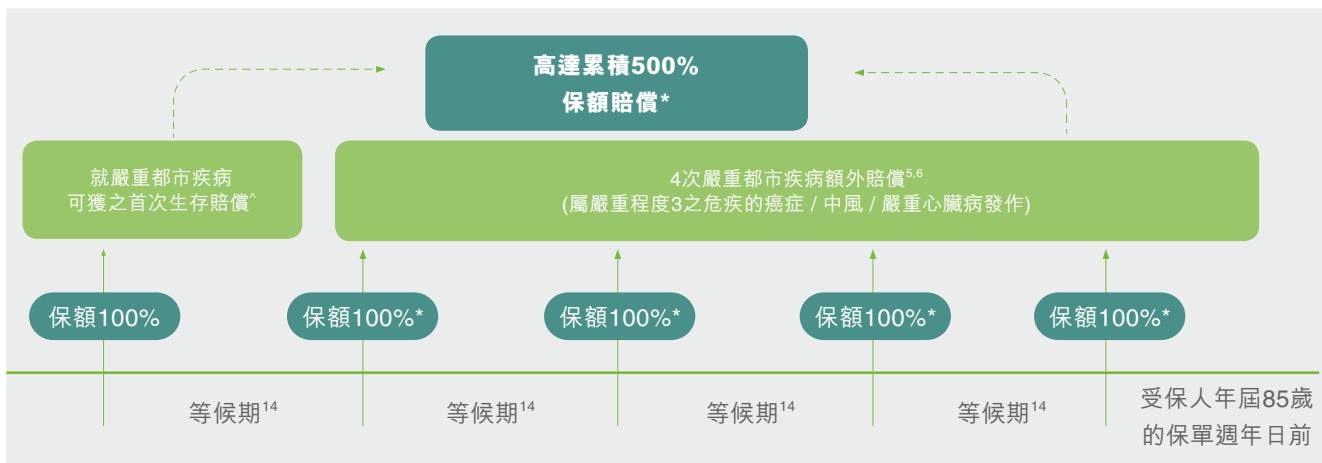 高達累積500%
保額賠償*
就嚴重都市疾病
可獲之首次生存賠償^
4次嚴重都市疾病額外賠償5,6
(屬嚴重程度3之危疾的癌症 / 中風 / 嚴重心臟病發作)
保額100%
保額100%*
保額100%*
保額100%*
保額100%*
等候期14
等候期14
等候期14
等候期14
受保人年屆85歲
的保單週年日前